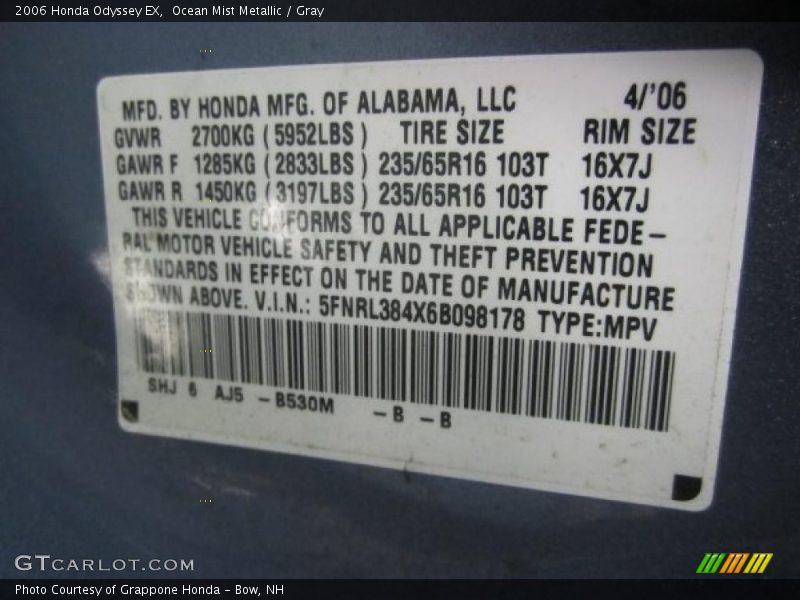 2006 Honda Odyssey EX, Ocean Mist Metallic / Gray
MFD. BY HONDA MFG. OF ALABAMA, LLC 4/'06
GVWR 2700KG (5952LBS) TIRE SIZE RIM SIZE
GAWR F 1285KG (2833LBS) 235/65R16 103T 16X7J
GAWR R 1450KG (3197LBS) 235/65R16 103T 16X7J
THIS VEHICLE CONFORMS TO ALL APPLICABLE FEDE-
RAL MOTOR VEHICLE SAFETY AND THEFT PREVENTION
STANDARDS IN EFFECT ON THE DATE OF MANUFACTURE
SHOWN ABOVE. V.I.N.: 5FNRL384X6B098178 TYPE:MPV
SHJ 6 AJ5 -B530M -B -B
GTCARLOT.COM
Photo Courtesy of Grappone Honda - Bow, NH